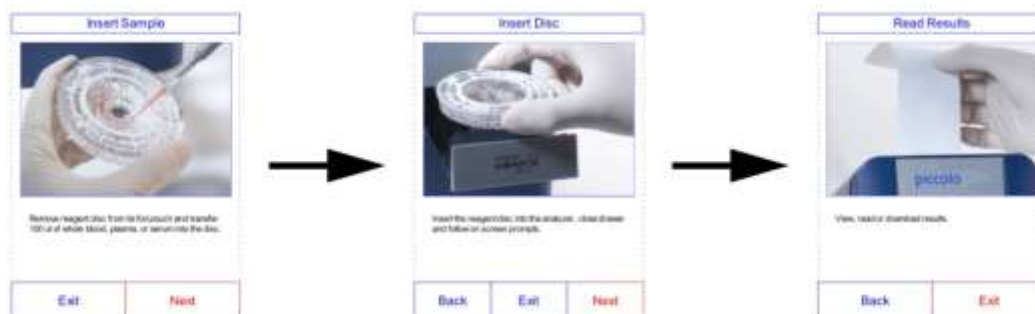 Insert Sample
Remove reagent disc from its foil pouch and transfer
100 ul of whole blood, plasma, or serum into the disc.
Exit
Next
Insert Disc
Insert the reagent disc into the analyzer, close drawer
and follow on screen prompts.
Back
Exit
Next
Read Results
piccolo
View, read or download results.
Back
Exit